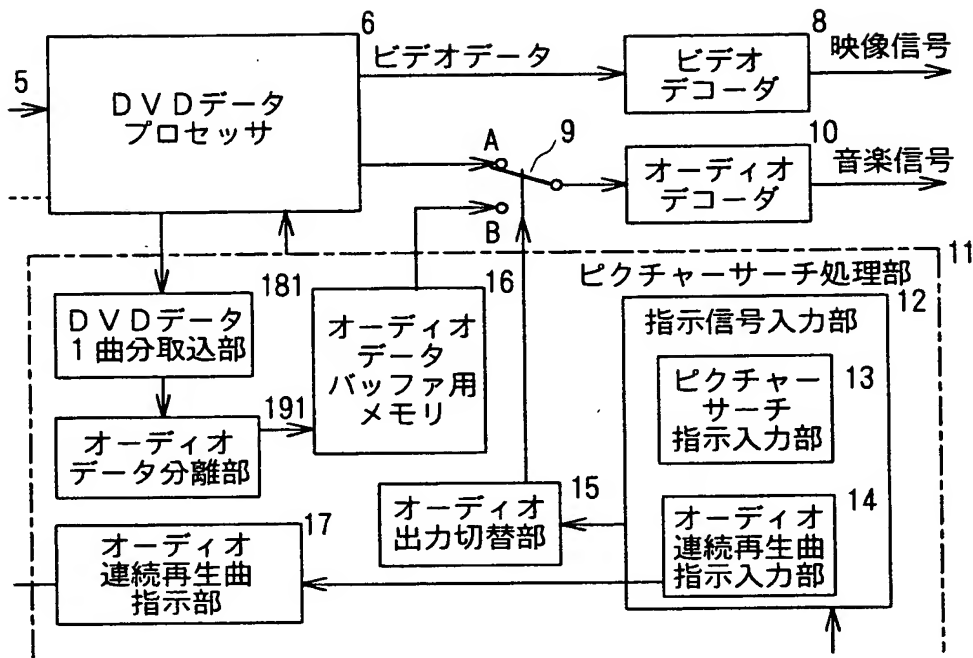 6
8
ビデオデータ
映像信号
5
ＤＶＤデータ
プロセッサ
ビデオ
デコーダ
A
9
10
音楽信号
オーディオ
デコーダ
B
11
ピクチャーサーチ処理部
181
16
12
ＤＶＤデータ
１曲分取込部
オーディオ
データ
バッファ用
メモリ
指示信号入力部
13
ピクチャー
サーチ
指示入力部
191
オーディオ
データ分離部
15
オーディオ
出力切替部
14
オーディオ
連続再生曲
指示入力部
17
オーディオ
連続再生曲
指示部